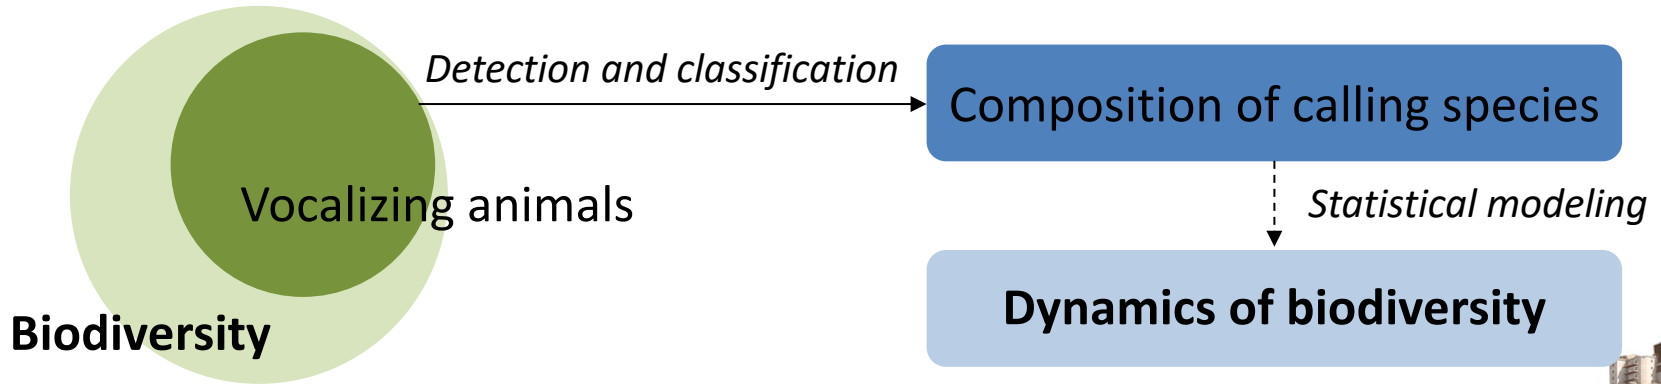 Detection and classification
Composition of calling species
Vocalizing animals
Statistical modeling
Biodiversity
Dynamics of biodiversity